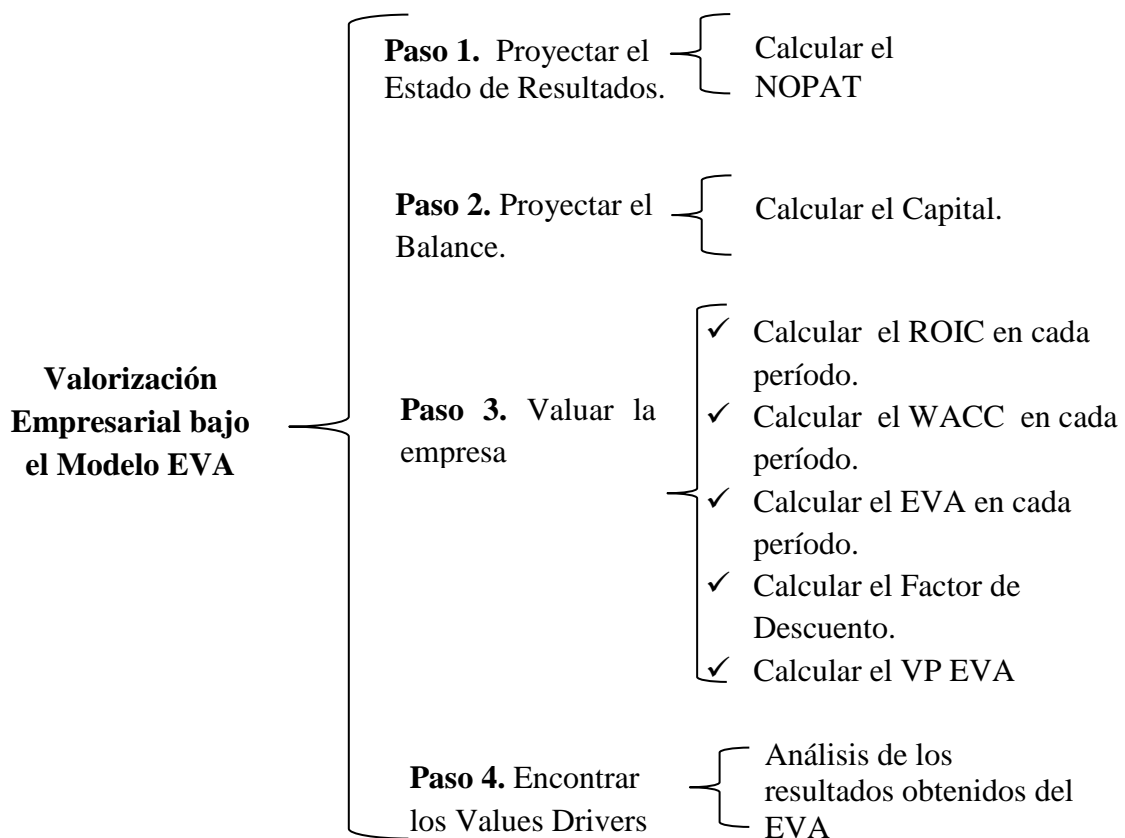 Paso 1. Proyectar el
Estado de Resultados.
Calcular el
NOPAT
Paso 2. Proyectar el
Balance.
Calcular el Capital.
Valorización
Empresarial bajo
el Modelo EVA
Paso 3. Valuar la
empresa
✓ Calcular el ROIC en cada
período.
✓ Calcular el WACC en cada
período.
✓ Calcular el EVA en cada
período.
✓ Calcular el Factor de
Descuento.
✓ Calcular el VP EVA
Paso 4. Encontrar
los Values Drivers
Análisis de los
resultados obtenidos del
EVA